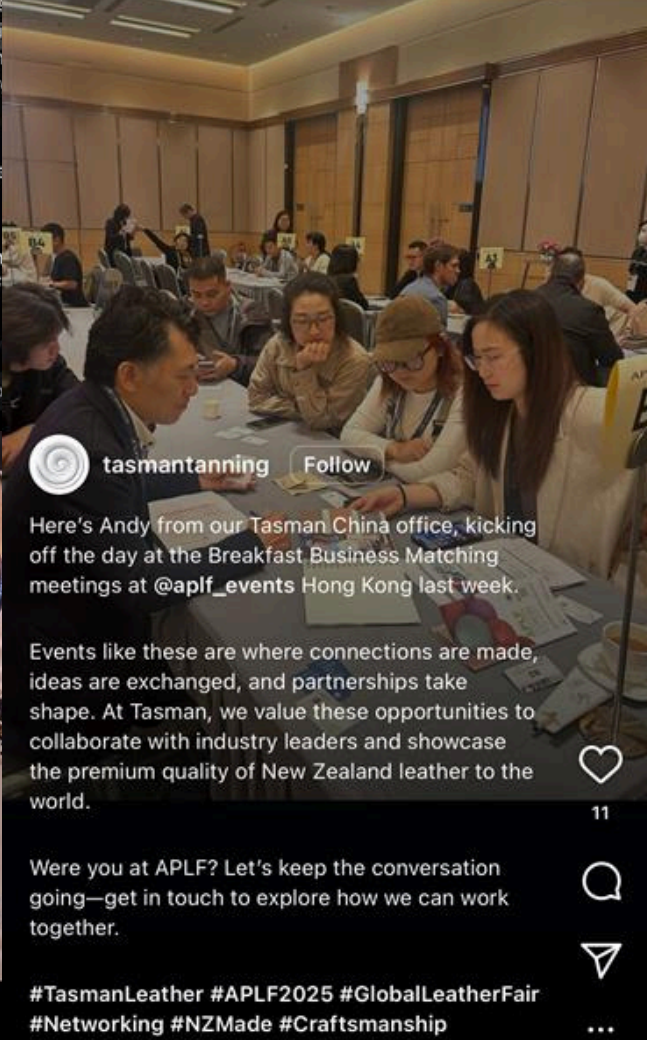 B4
A1
tasmantanning Follow
Here's Andy from our Tasman China office, kicking
off the day at the Breakfast Business Matching
meetings at @aplf_events Hong Kong last week.
Events like these are where connections are made,
ideas are exchanged, and partnerships take
shape. At Tasman, we value these opportunities to
collaborate with industry leaders and showcase
the premium quality of New Zealand leather to the
world.
11
Were you at APLF? Let's keep the conversation
going—get in touch to explore how we can work
together.
#TasmanLeather #APLF2025 #GlobalLeatherFair
#Networking #NZMade #Craftsmanship